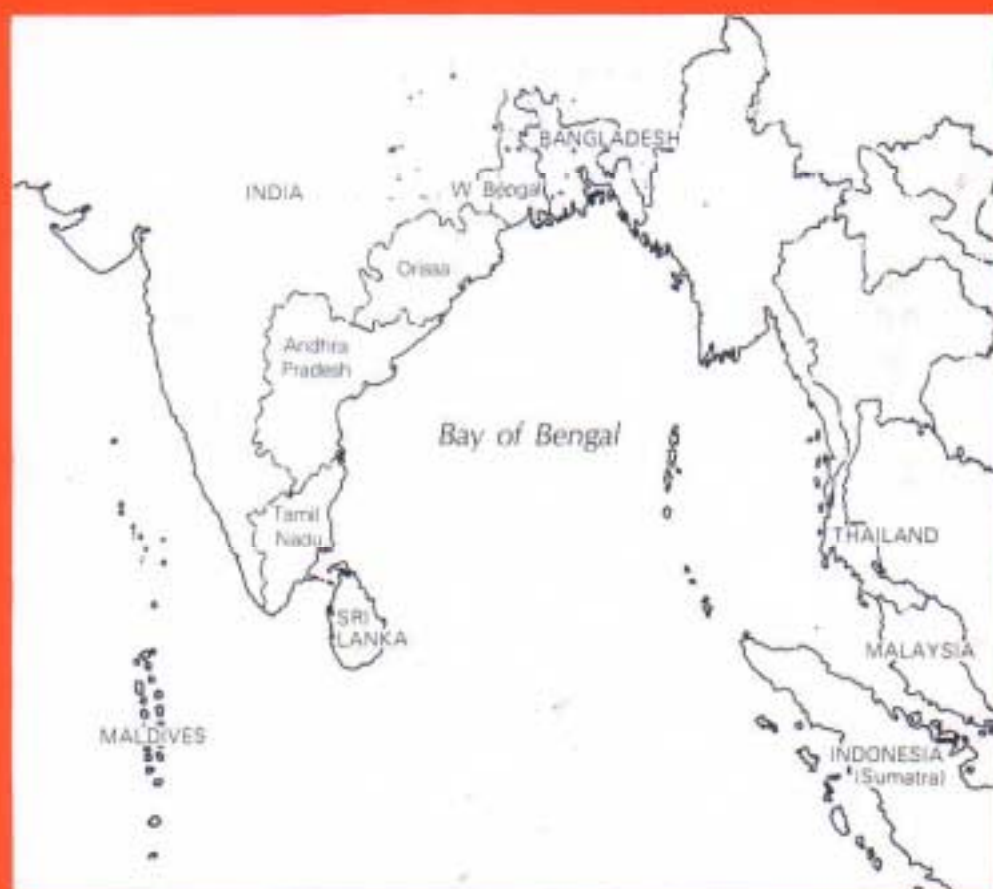 BANGLADESH
INDIA
W. Bengal
Orissa
Andhra
Pradesh
Bay of Bengal
Tamil
Nadu
THAILAND
SRI
LANKA
MALAYSIA
MALDIVES
INDONESIA
(Sumatra)